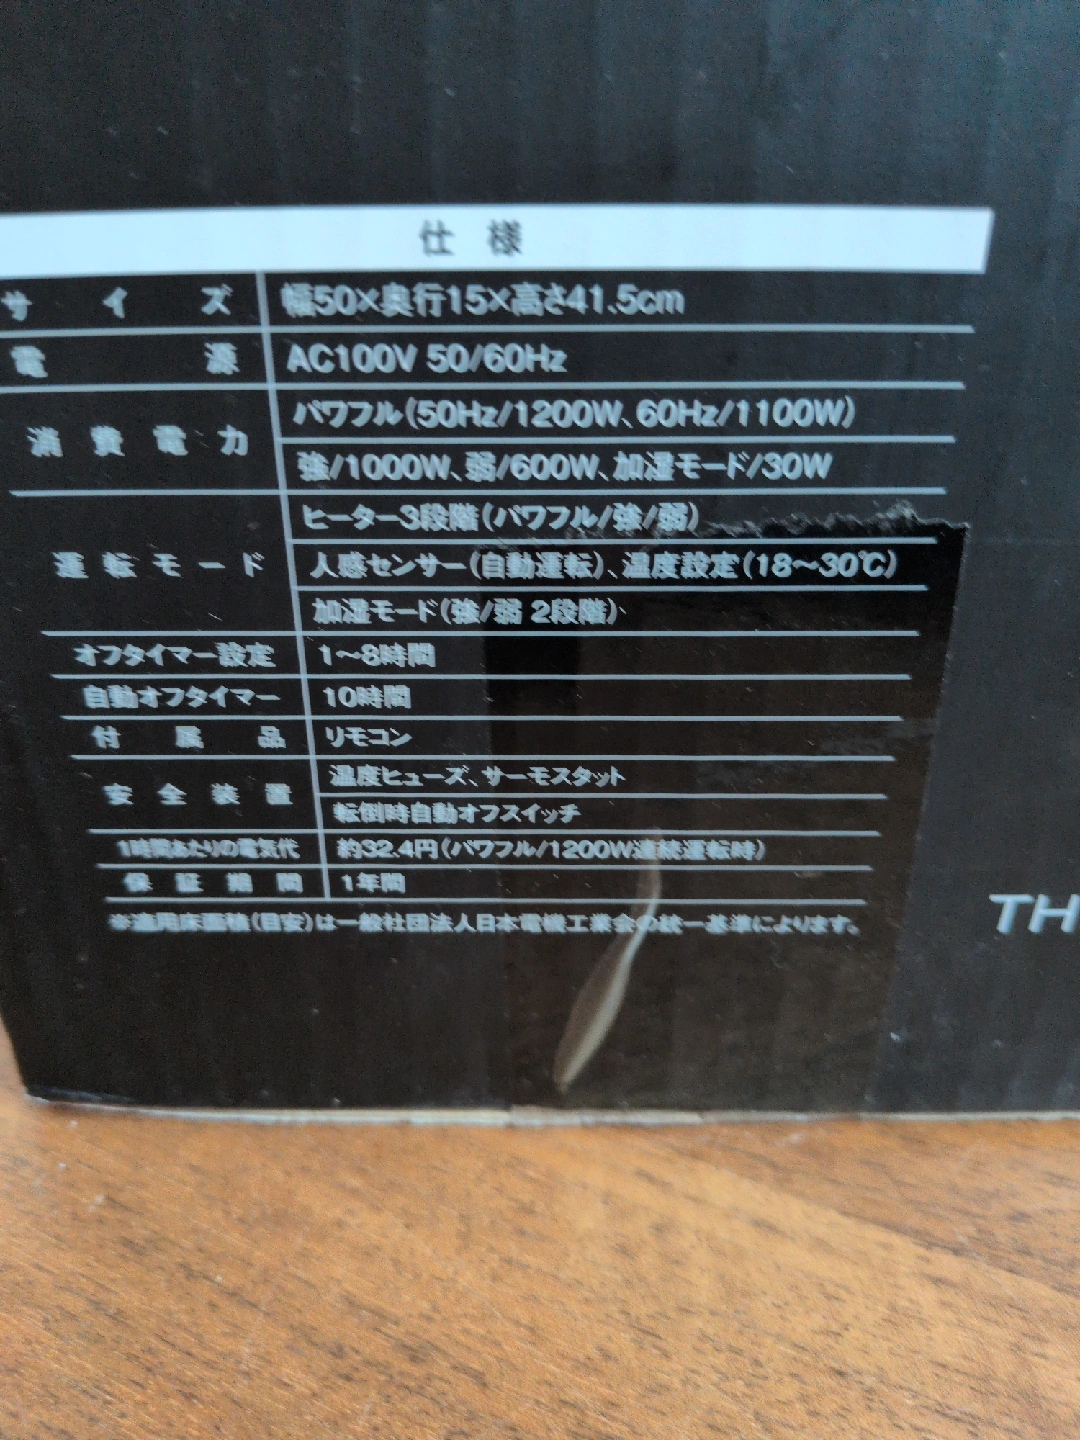 仕様
サイズ 幅50×奥行15×高さ41.5cm
電源 AC100V 50/60Hz
消費電力 パワフル(50Hz/1200W、60Hz/1100W)
強/1000W、弱/600W、加湿モード/30W
運転モード ヒーター3段階(パワフル/強/弱)
人感センサー(自動運転)、温度設定(18〜30℃)
加湿モード(強/弱 2段階)
オフタイマー設定 1〜8時間
自動オフタイマー 10時間
付属品 リモコン
安全装置 温度ヒューズ、サーモスタット
転倒時自動オフスイッチ
1時間あたりの電気代 約32.4円(パワフル/1200W連続運転時)
保証期間 1年間
※適用床面積(目安)は一般社団法人日本電機工業会の統一基準によります。
TH